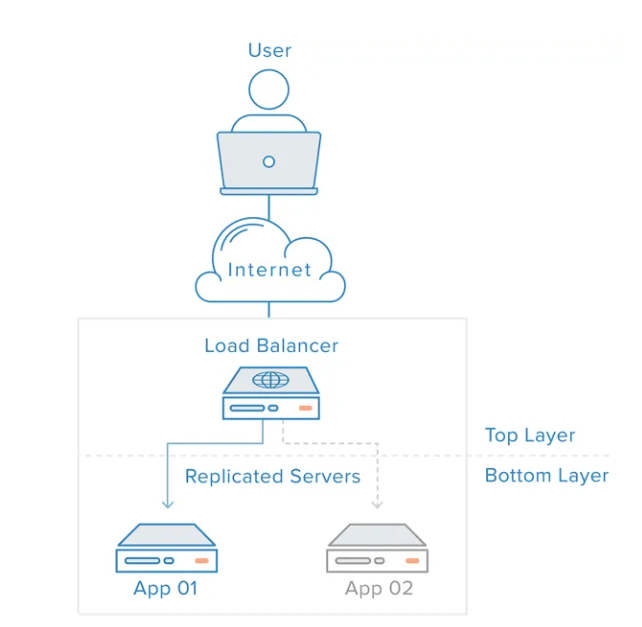 User
Internet
Load Balancer
Top Layer
Replicated Servers
Bottom Layer
App 01
App 02